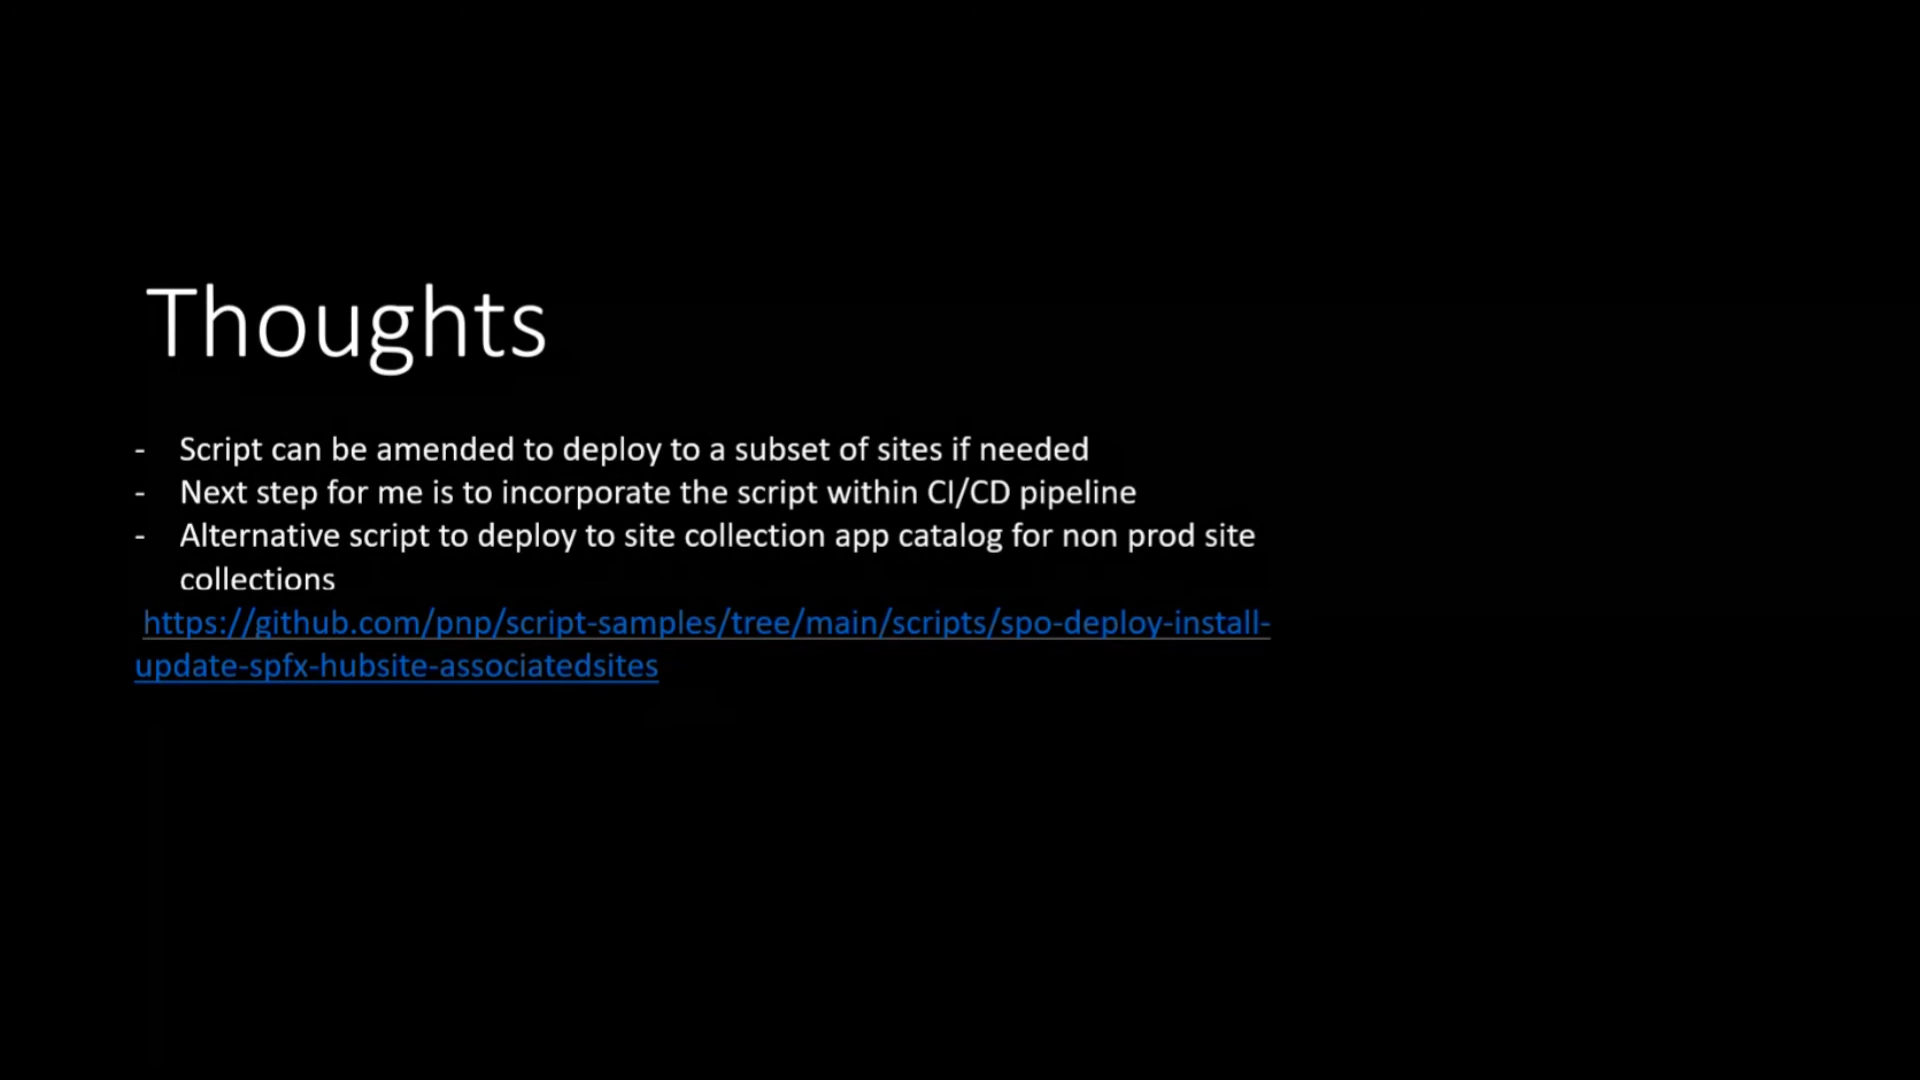 Thoughts
- Script can be amended to deploy to a subset of sites if needed
- Next step for me is to incorporate the script within CI/CD pipeline
- Alternative script to deploy to site collection app catalog for non prod site
collections
https://github.com/pnp/script-samples/tree/main/scripts/spo-deploy-install-
update-spfx-hubsite-associatedsites